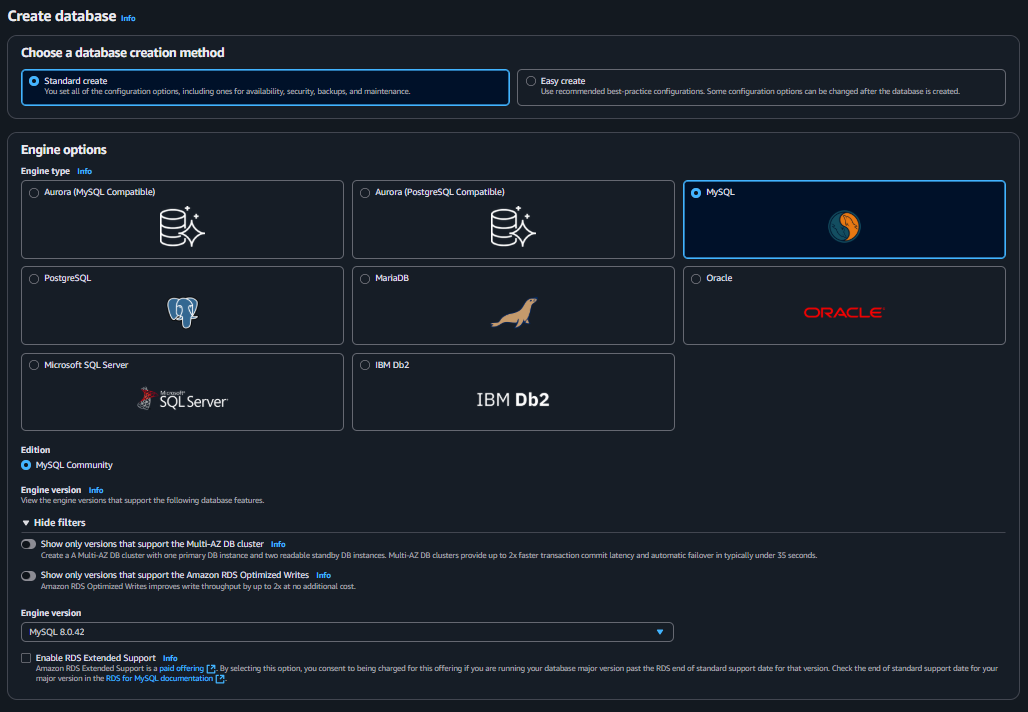 Create database Info
Choose a database creation method
Standard create
You set all of the configuration options, including ones for availability, security, backups, and maintenance.
Easy create
Use recommended best-practice configurations. Some configuration options can be changed after the database is created.
Engine options
Engine type Info
Aurora (MySQL Compatible)
Aurora (PostgreSQL Compatible)
MySQL
PostgreSQL
MariaDB
Oracle
ORACLE
Microsoft SQL Server
Microsoft
SQL Server
IBM Db2
IBM Db2
Edition
MySQL Community
Engine version Info
View the engine versions that support the following database features.
Hide filters
Show only versions that support the Multi-AZ DB cluster Info
Create a A Multi-AZ DB cluster with one primary DB instance and two readable standby DB instances. Multi-AZ DB clusters provide up to 2x faster transaction commit latency and automatic failover in typically under 35 seconds.
Show only versions that support the Amazon RDS Optimized Writes Info
Amazon RDS Optimized Writes improves write throughput by up to 2x at no additional cost.
Engine version
MySQL 8.0.42
Enable RDS Extended Support Info
Amazon RDS Extended Support is a paid offering. By selecting this option, you consent to being charged for this offering if you are running your database major version past the RDS end of standard support date for that version. Check the end of standard support date for your
major version in the RDS for MySQL documentation.